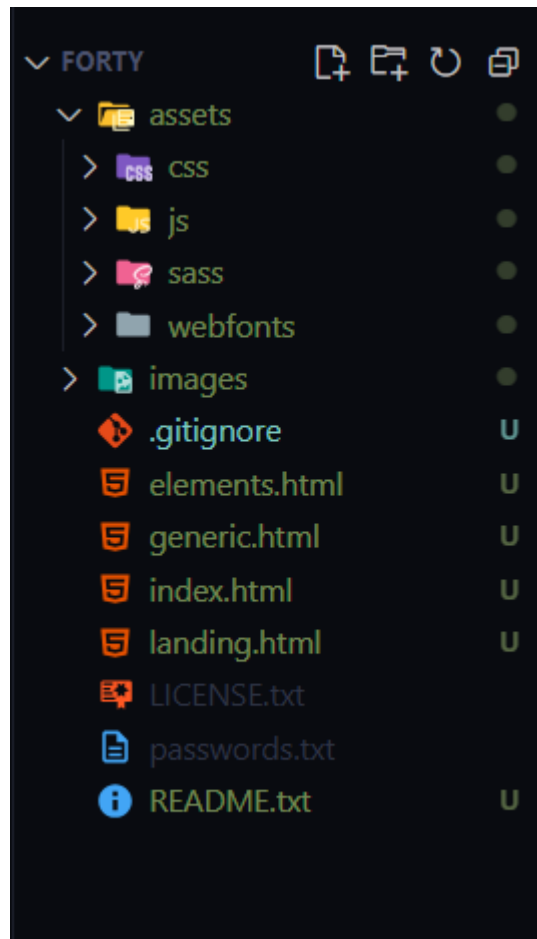 FORTY
assets
css
js
sass
webfonts
images
.gitignore U
elements.html U
generic.html U
index.html U
landing.html U
LICENSE.txt
passwords.txt
README.txt U